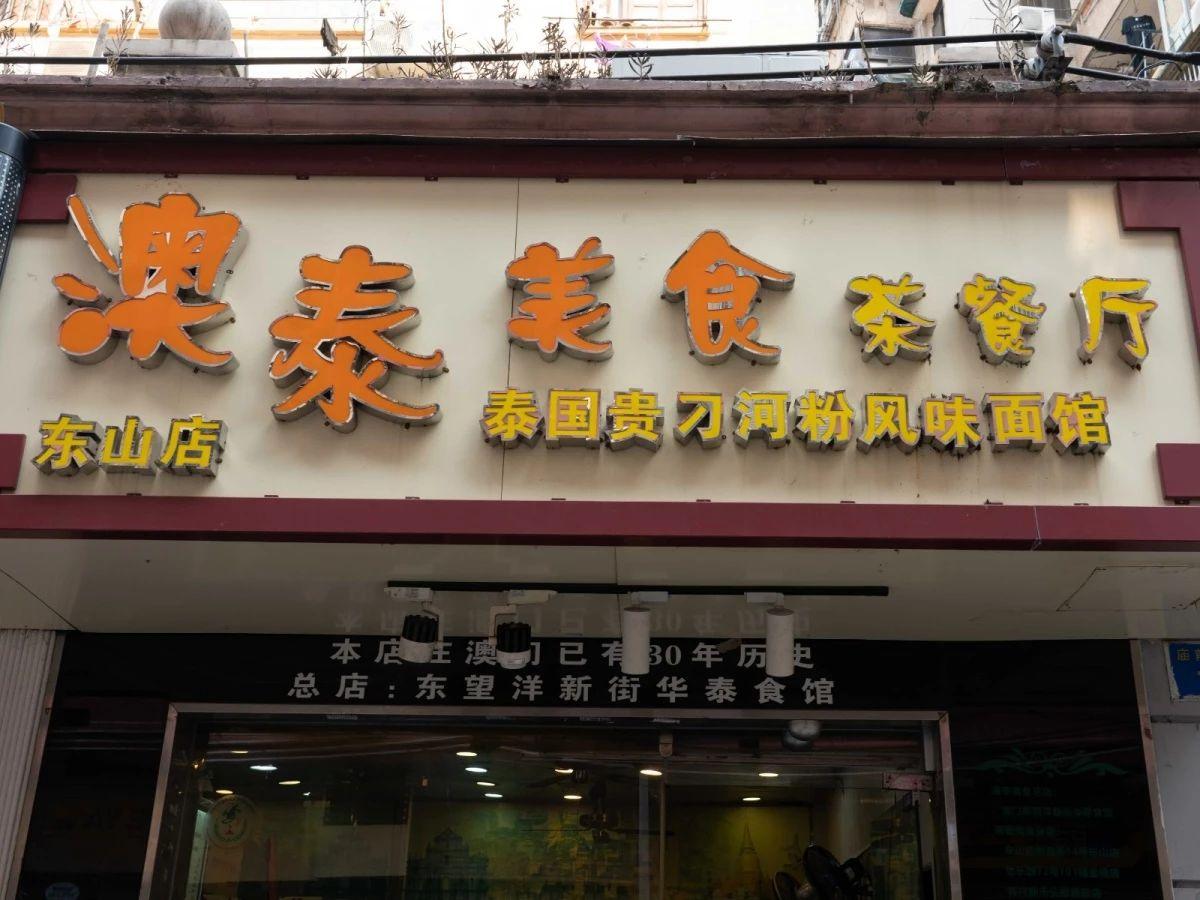 澳泰美食茶餐厅
东山店
泰国贵刁河粉风味面馆
本店在澳门已有30年历史
总店:东望洋新街华泰食馆